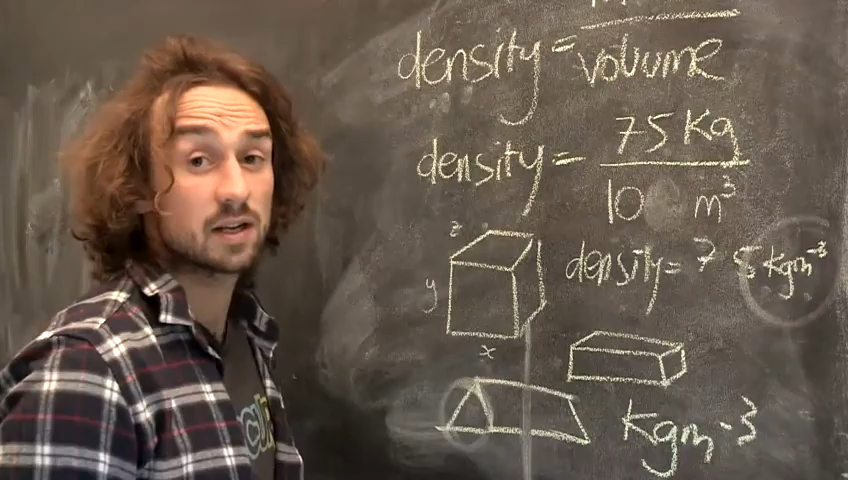 density = volume
density = 75 Kg
10 m³
z
density = 7 5 Kgm⁻³
y
x
Kgm-3